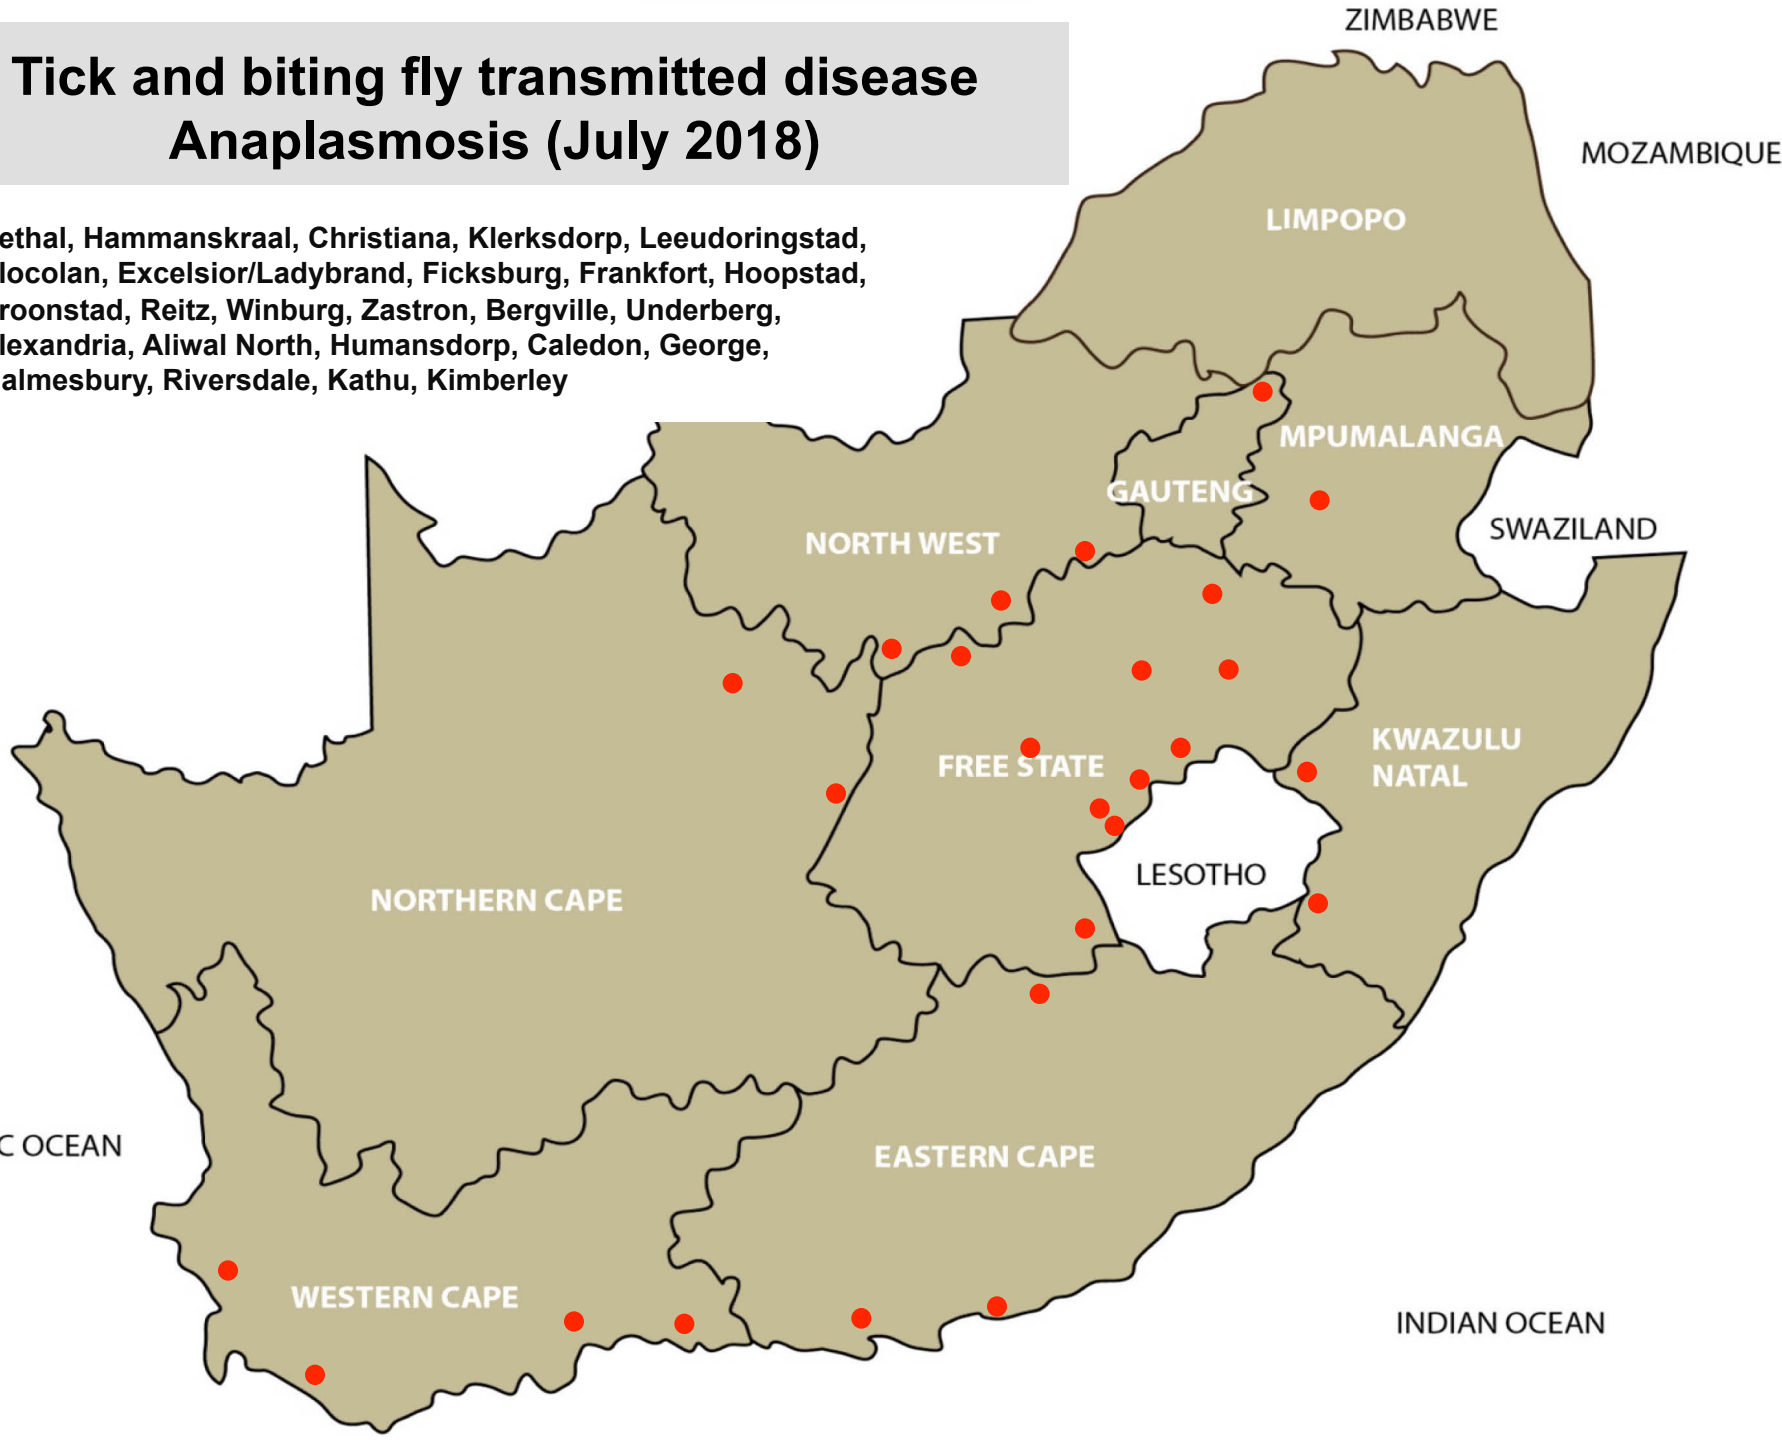 ZIMBABWE
Tick and biting fly transmitted disease
Anaplasmosis (July 2018)
MOZAMBIQUE
LIMPOPO
ethal, Hammanskraal, Christiana, Klerksdorp, Leeudoringstad,
locolan, Excelsior/Ladybrand, Ficksburg, Frankfort, Hoopstad,
roonstad, Reitz, Winburg, Zastron, Bergville, Underberg,
lexandria, Aliwal North, Humansdorp, Caledon, George,
almesbury, Riversdale, Kathu, Kimberley
MPUMALANGA
GAUTENG
SWAZILAND
NORTH WEST
KWAZULU
NATAL
FREE STATE
LESOTHO
NORTHERN CAPE
C OCEAN
EASTERN CAPE
WESTERN CAPE
INDIAN OCEAN